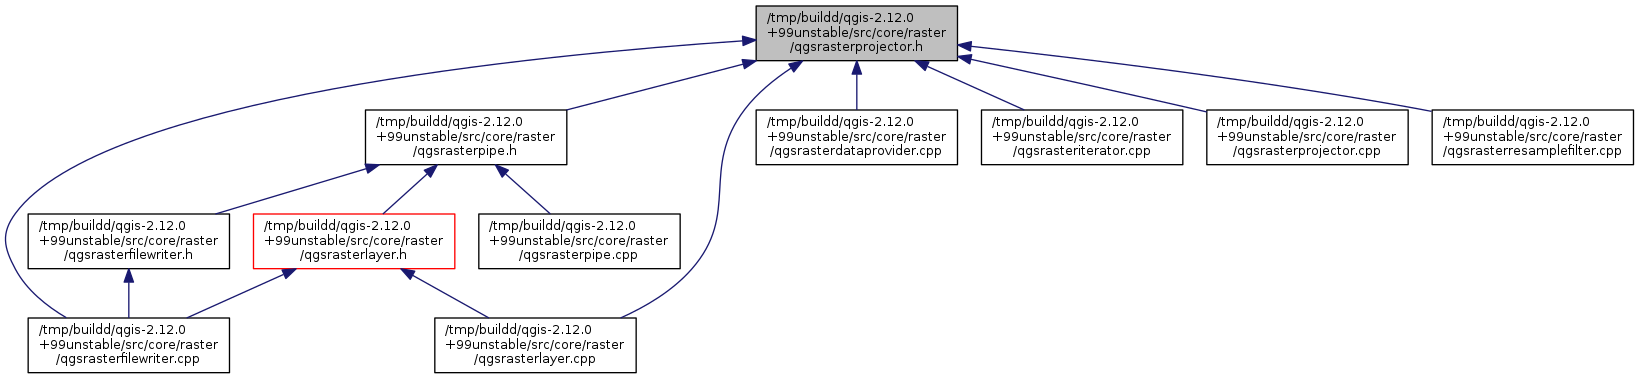 /tmp/buildd/qgis-2.12.0
+99unstable/src/core/raster
/qgsrasterprojector.h
/tmp/buildd/qgis-2.12.0
+99unstable/src/core/raster
/qgsrasterpipe.h
/tmp/buildd/qgis-2.12.0
+99unstable/src/core/raster
/qgsrasterdataprovider.cpp
/tmp/buildd/qgis-2.12.0
+99unstable/src/core/raster
/qgsrasteriterator.cpp
/tmp/buildd/qgis-2.12.0
+99unstable/src/core/raster
/qgsrasterprojector.cpp
/tmp/buildd/qgis-2.12.0
+99unstable/src/core/raster
/qgsrasterresamplefilter.cpp
/tmp/buildd/qgis-2.12.0
+99unstable/src/core/raster
/qgsrasterfilewriter.h
/tmp/buildd/qgis-2.12.0
+99unstable/src/core/raster
/qgsrasterlayer.h
/tmp/buildd/qgis-2.12.0
+99unstable/src/core/raster
/qgsrasterpipe.cpp
/tmp/buildd/qgis-2.12.0
+99unstable/src/core/raster
/qgsrasterfilewriter.cpp
/tmp/buildd/qgis-2.12.0
+99unstable/src/core/raster
/qgsrasterlayer.cpp